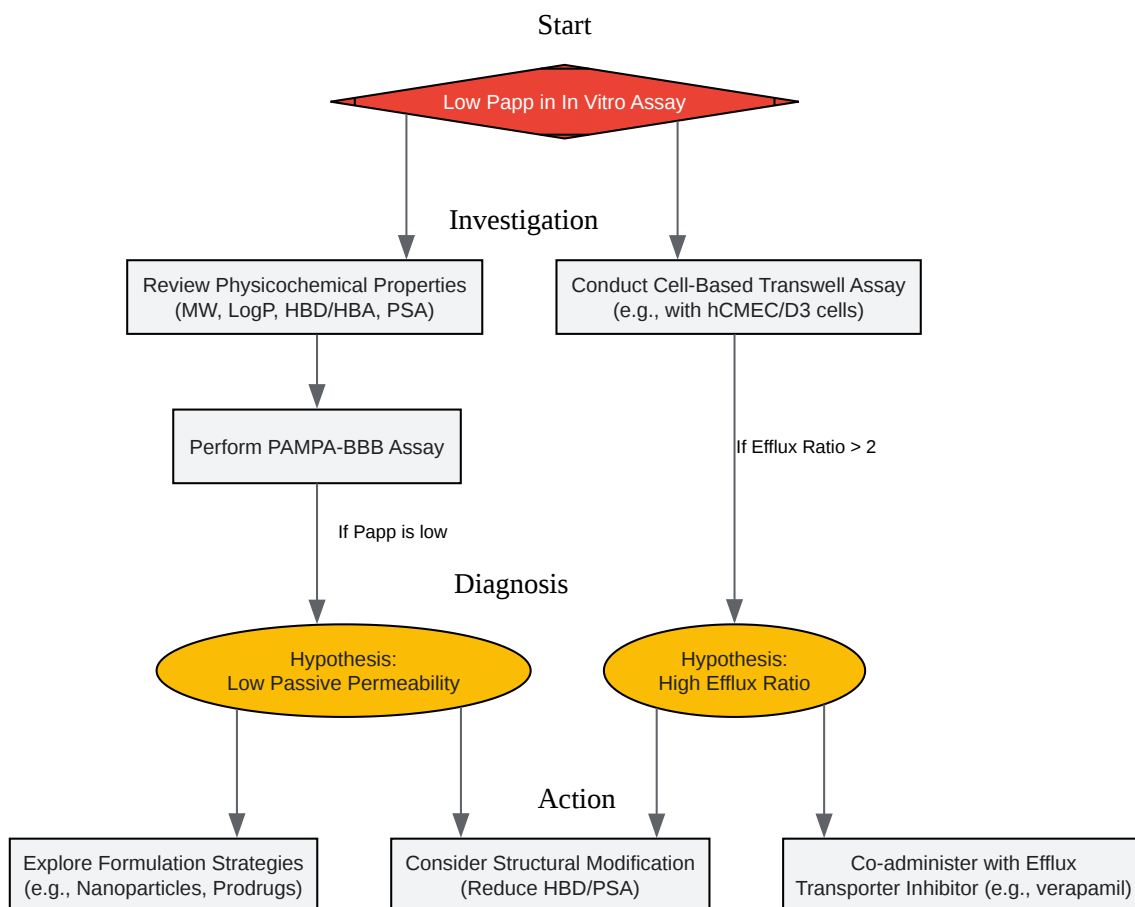 Start
Low Papp in In Vitro Assay
Investigation
Review Physicochemical Properties
(MW, LogP, HBD/HBA, PSA)
Conduct Cell-Based Transwell Assay
(e.g., with hCMEC/D3 cells)
Perform PAMPA-BBB Assay
If Efflux Ratio > 2
If Papp is low
Diagnosis
Hypothesis:
Low Passive Permeability
Hypothesis:
High Efflux Ratio
Action
Explore Formulation Strategies
(e.g., Nanoparticles, Prodrugs)
Consider Structural Modification
(Reduce HBD/PSA)
Co-administer with Efflux
Transporter Inhibitor (e.g., verapamil)